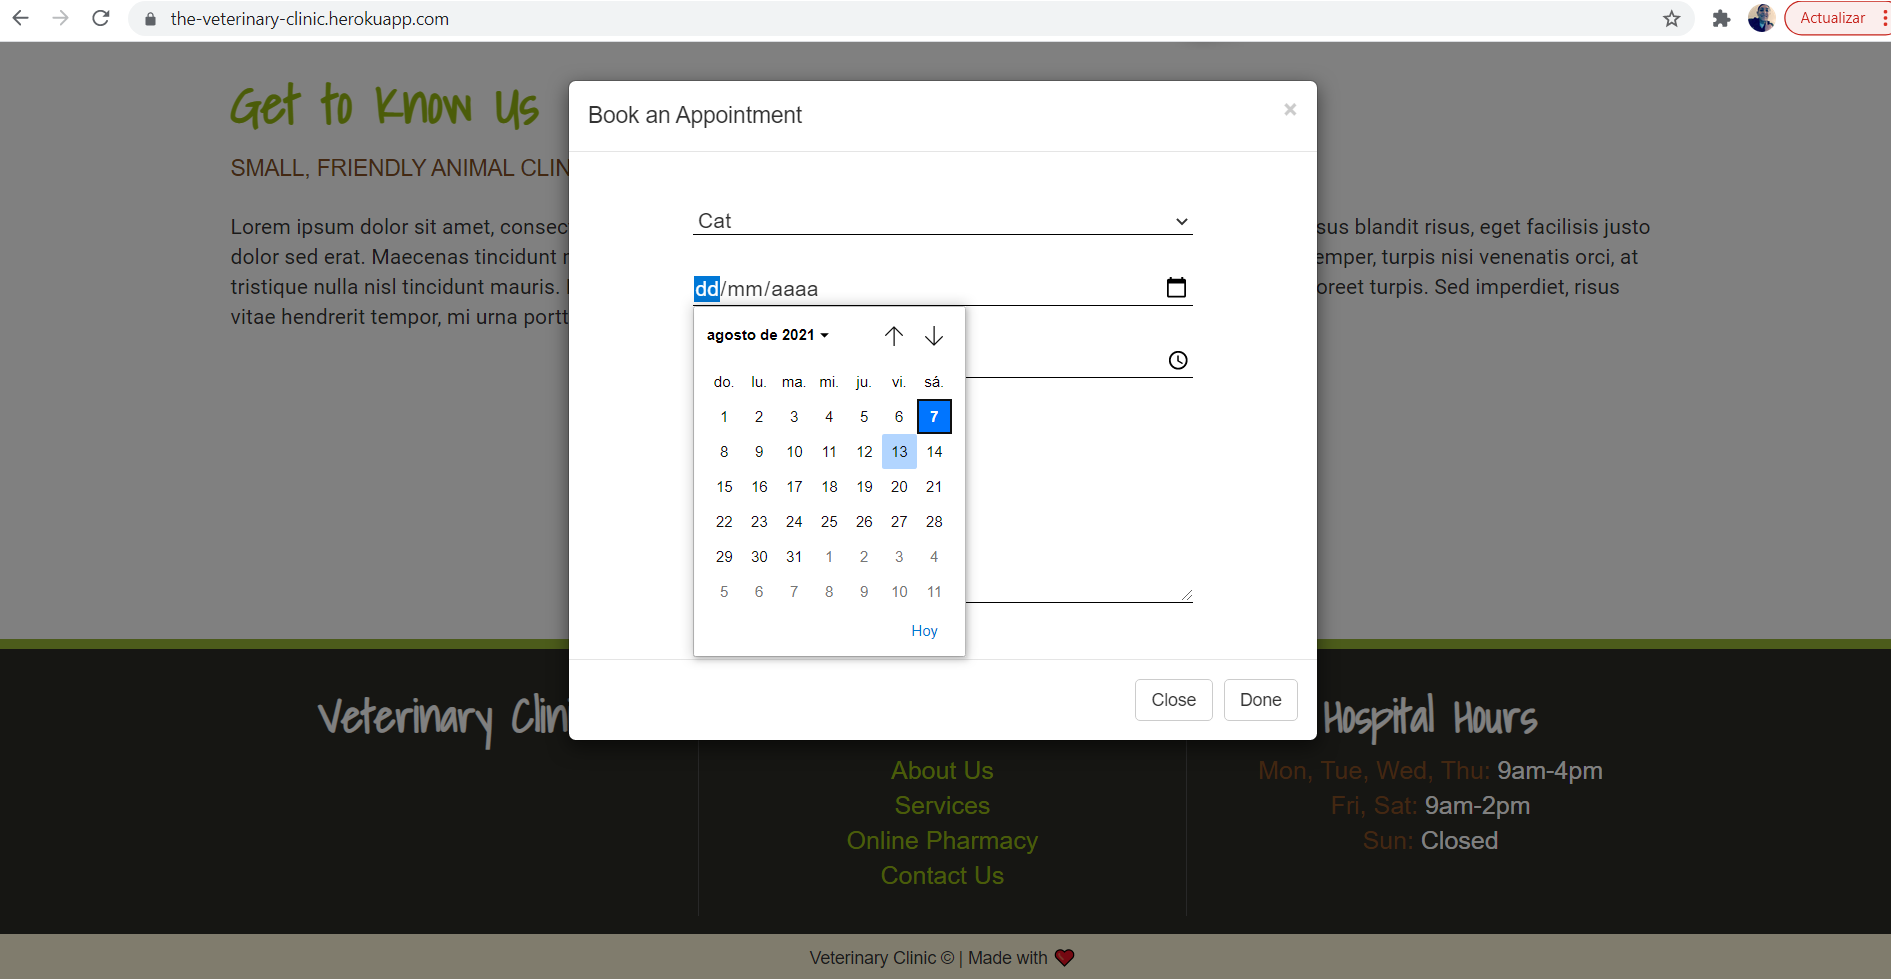 the-veterinary-clinic.herokuapp.com
Actualizar
Get to Know Us
SMALL, FRIENDLY ANIMAL CLIN
Lorem ipsum dolor sit amet, consec
dolor sed erat. Maecenas tincidunt
tristique nulla nisl tincidunt mauris.
vitae hendrerit tempor, mi urna portt
sus blandit risus, eget facilisis justo
emper, turpis nisi venenatis orci, at
oreet turpis. Sed imperdiet, risus
Book an Appointment
×
Cat
dd/mm/aaaa
agosto de 2021
do. lu. ma. mi. ju. vi. sá.
1 2 3 4 5 6 7
8 9 10 11 12 13 14
15 16 17 18 19 20 21
22 23 24 25 26 27 28
29 30 31 1 2 3 4
5 6 7 8 9 10 11
Hoy
Close Done
Veterinary Clini
About Us
Services
Online Pharmacy
Contact Us
Hospital Hours
Mon, Tue, Wed, Thu: 9am-4pm
Fri, Sat: 9am-2pm
Sun: Closed
Veterinary Clinic © | Made with